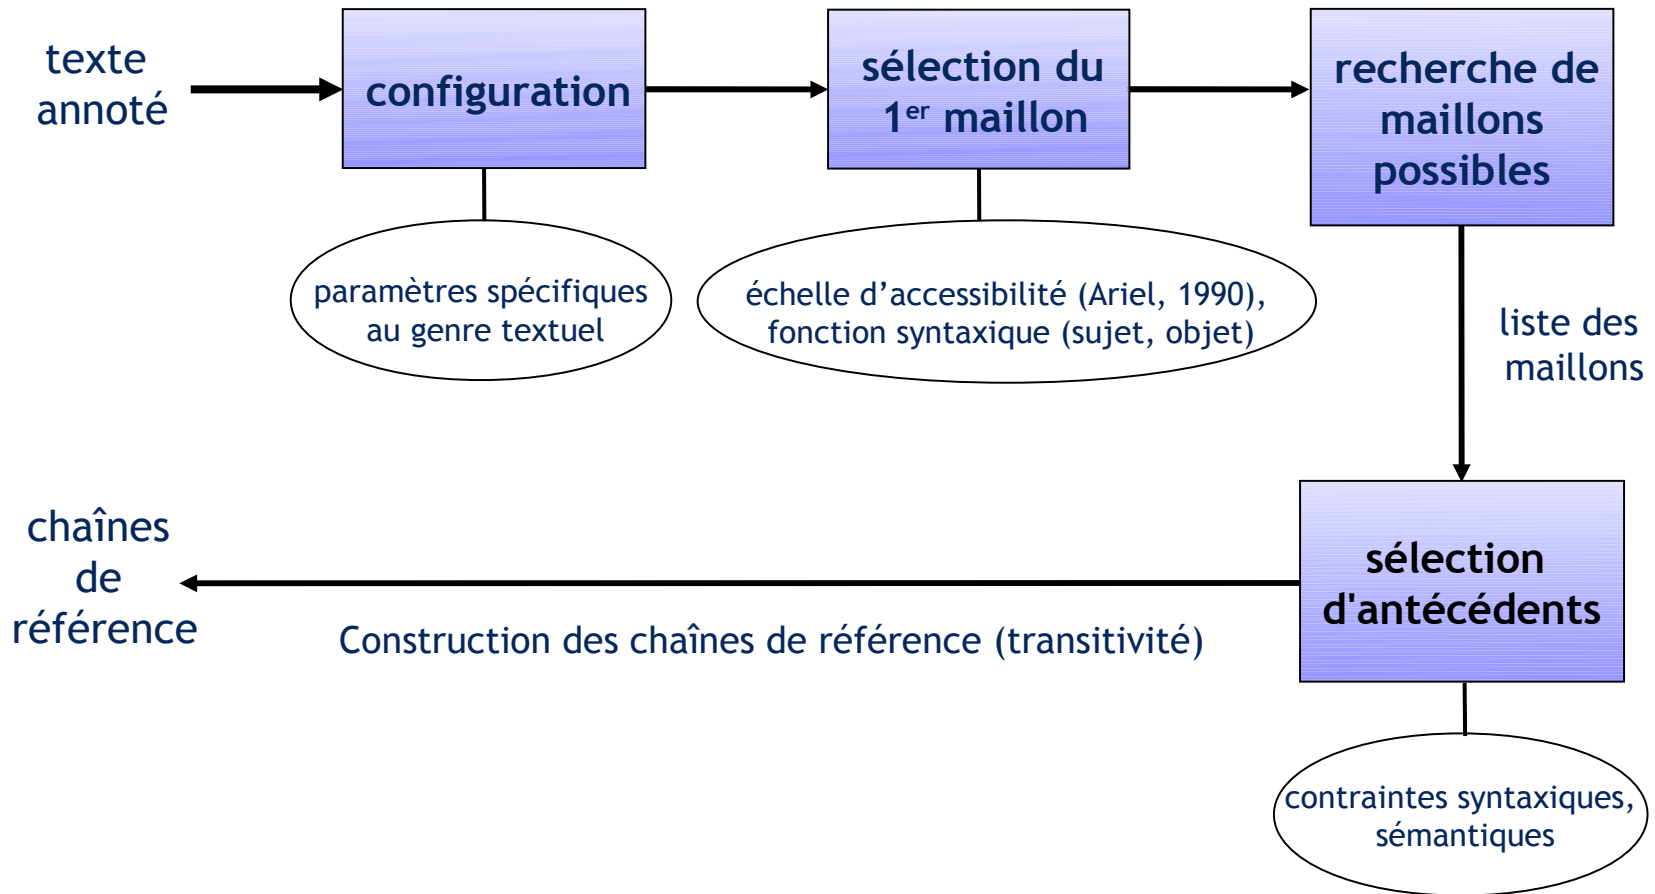 texte
annoté
configuration
sélection du
1er maillon
recherche de
maillons
possibles
paramètres spécifiques
au genre textuel
échelle d’accessibilité (Ariel, 1990),
fonction syntaxique (sujet, objet)
liste des
maillons
sélection
d'antécédents
chaînes
de
référence
Construction des chaînes de référence (transitivité)
contraintes syntaxiques,
sémantiques